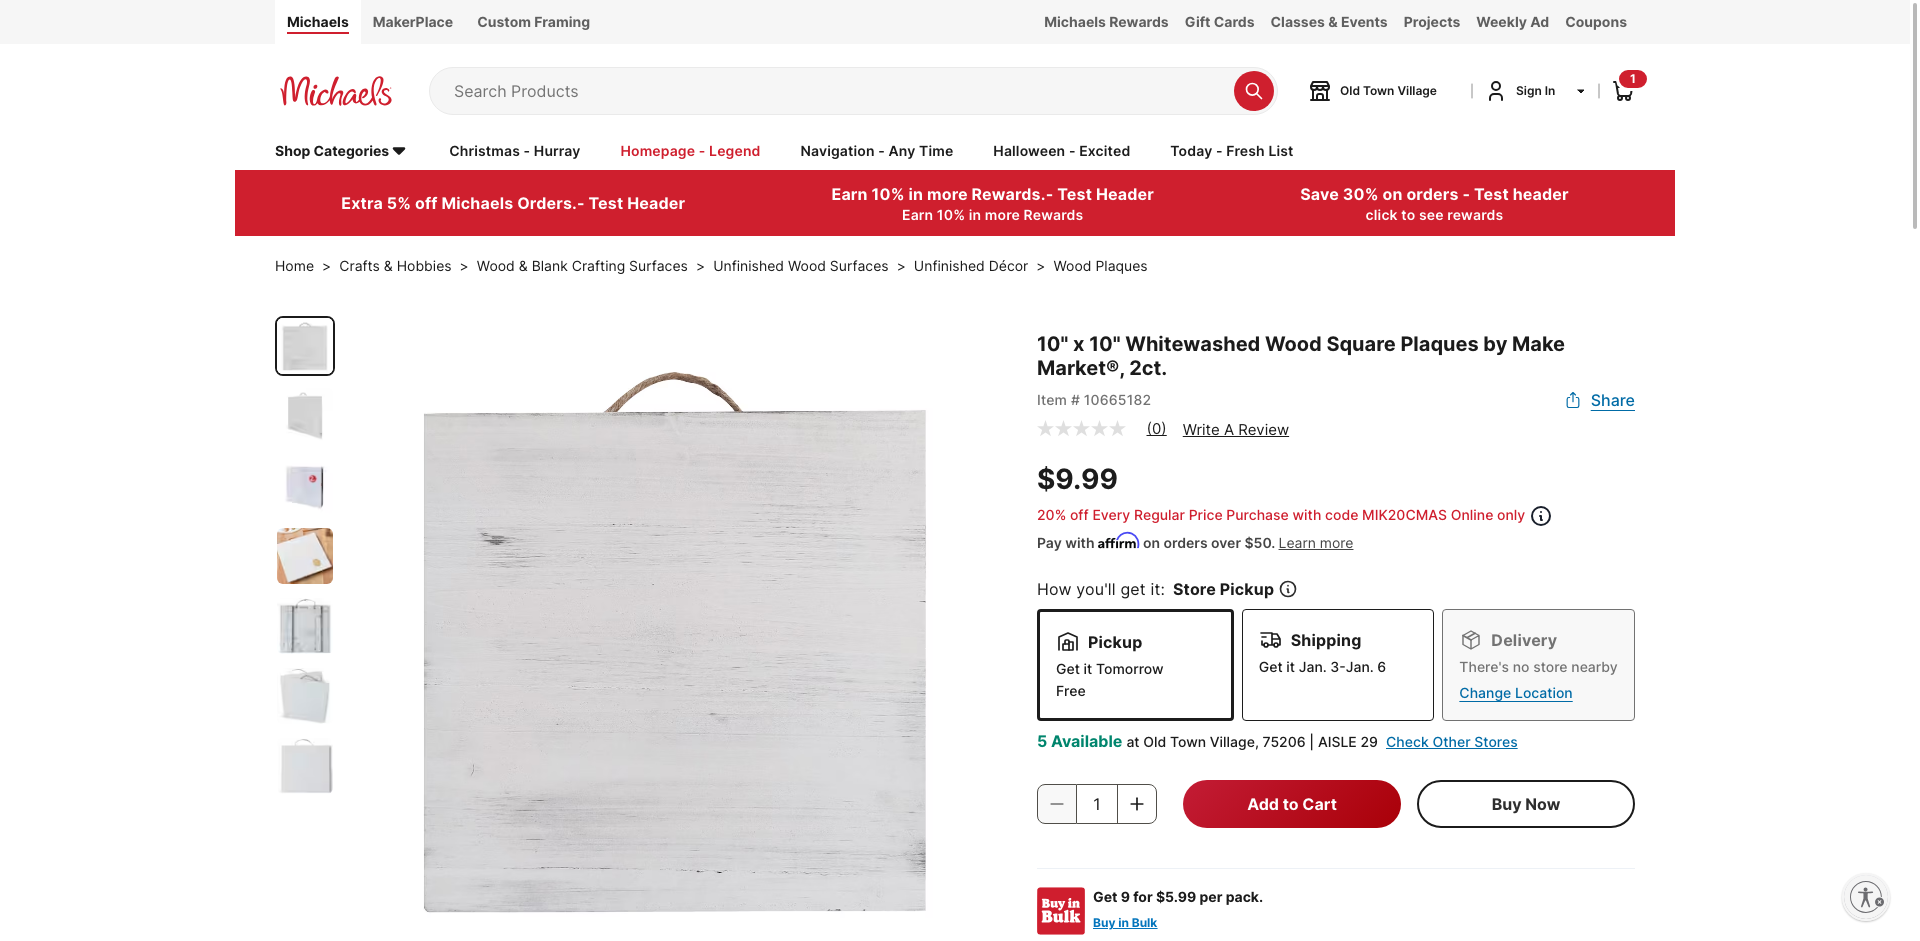 Michaels
MakerPlace
Custom Framing
Michaels Rewards
Gift Cards
Classes & Events
Projects
Weekly Ad
Coupons
Michaels
Search Products
Old Town Village
Sign In
1
Shop Categories
Christmas - Hurray
Homepage - Legend
Navigation - Any Time
Halloween - Excited
Today - Fresh List
Extra 5% off Michaels Orders.- Test Header
Earn 10% in more Rewards.- Test Header
Earn 10% in more Rewards
Save 30% on orders - Test header
click to see rewards
Home > Crafts & Hobbies > Wood & Blank Crafting Surfaces > Unfinished Wood Surfaces > Unfinished Décor > Wood Plaques
10" x 10" Whitewashed Wood Square Plaques by Make
Market®, 2ct.
Item # 10665182
Share
(0)
Write A Review
$9.99
20% off Every Regular Price Purchase with code MIK20CMAS Online only
Pay with affirm on orders over $50. Learn more
How you'll get it: Store Pickup
Pickup
Get it Tomorrow
Free
Shipping
Get it Jan. 3-Jan. 6
Delivery
There's no store nearby
Change Location
5 Available at Old Town Village, 75206 | AISLE 29 Check Other Stores
1
Add to Cart
Buy Now
Buy in
Bulk
Get 9 for $5.99 per pack.
Buy in Bulk